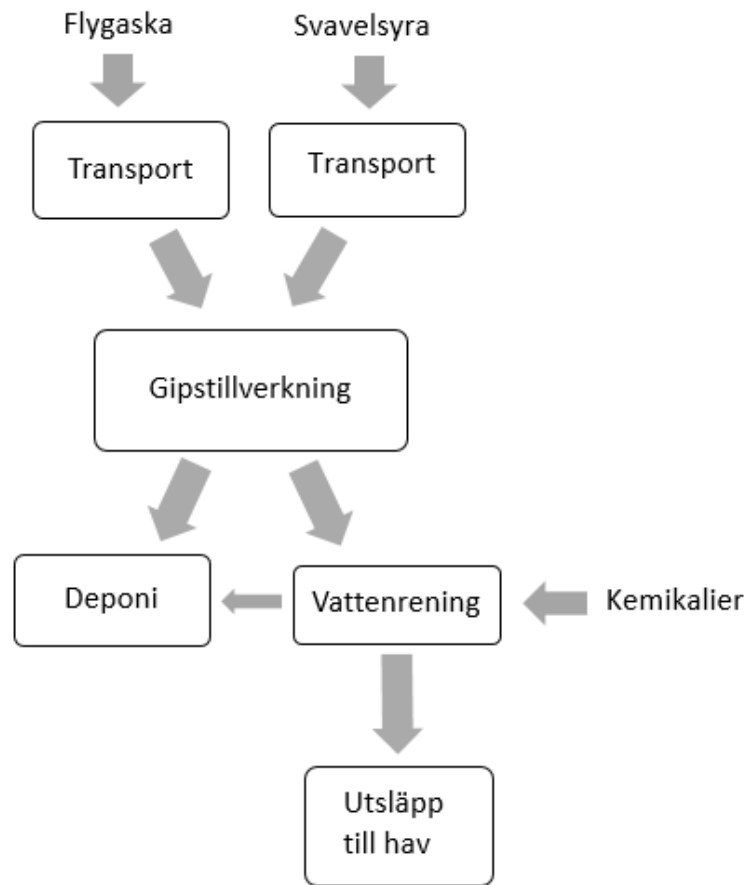 Flygaska
Svavelsyra
Transport
Transport
Gipstillverkning
Deponi
Vattenrening
Kemikalier
Utsläpp
till hav